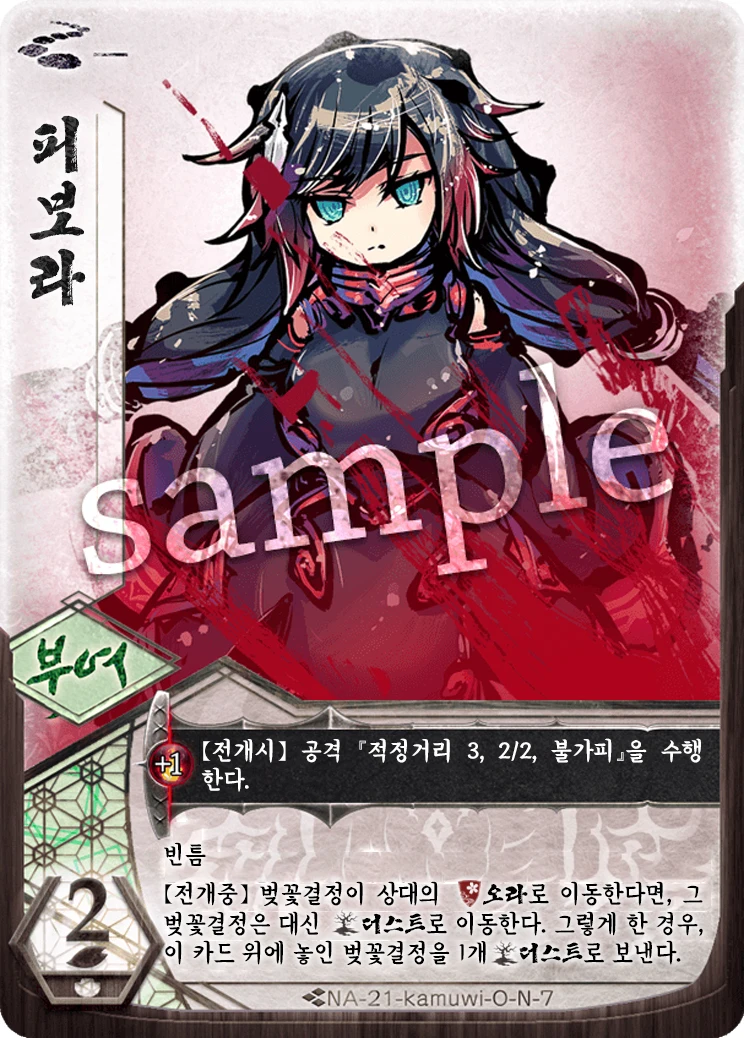 피보라
sample
부여
+1
【전개시】 공격 『적정거리 3, 2/2, 불가피』을 수행
한다.
빈틈
【전개중】 벚꽃결정이 상대의 오라로 이동한다면, 그
벚꽃결정은 대신 더스트로 이동한다. 그렇게 한 경우,
이 카드 위에 놓인 벚꽃결정을 1개 더스트로 보낸다.
2
NA-21-kamuwi-O-N-7